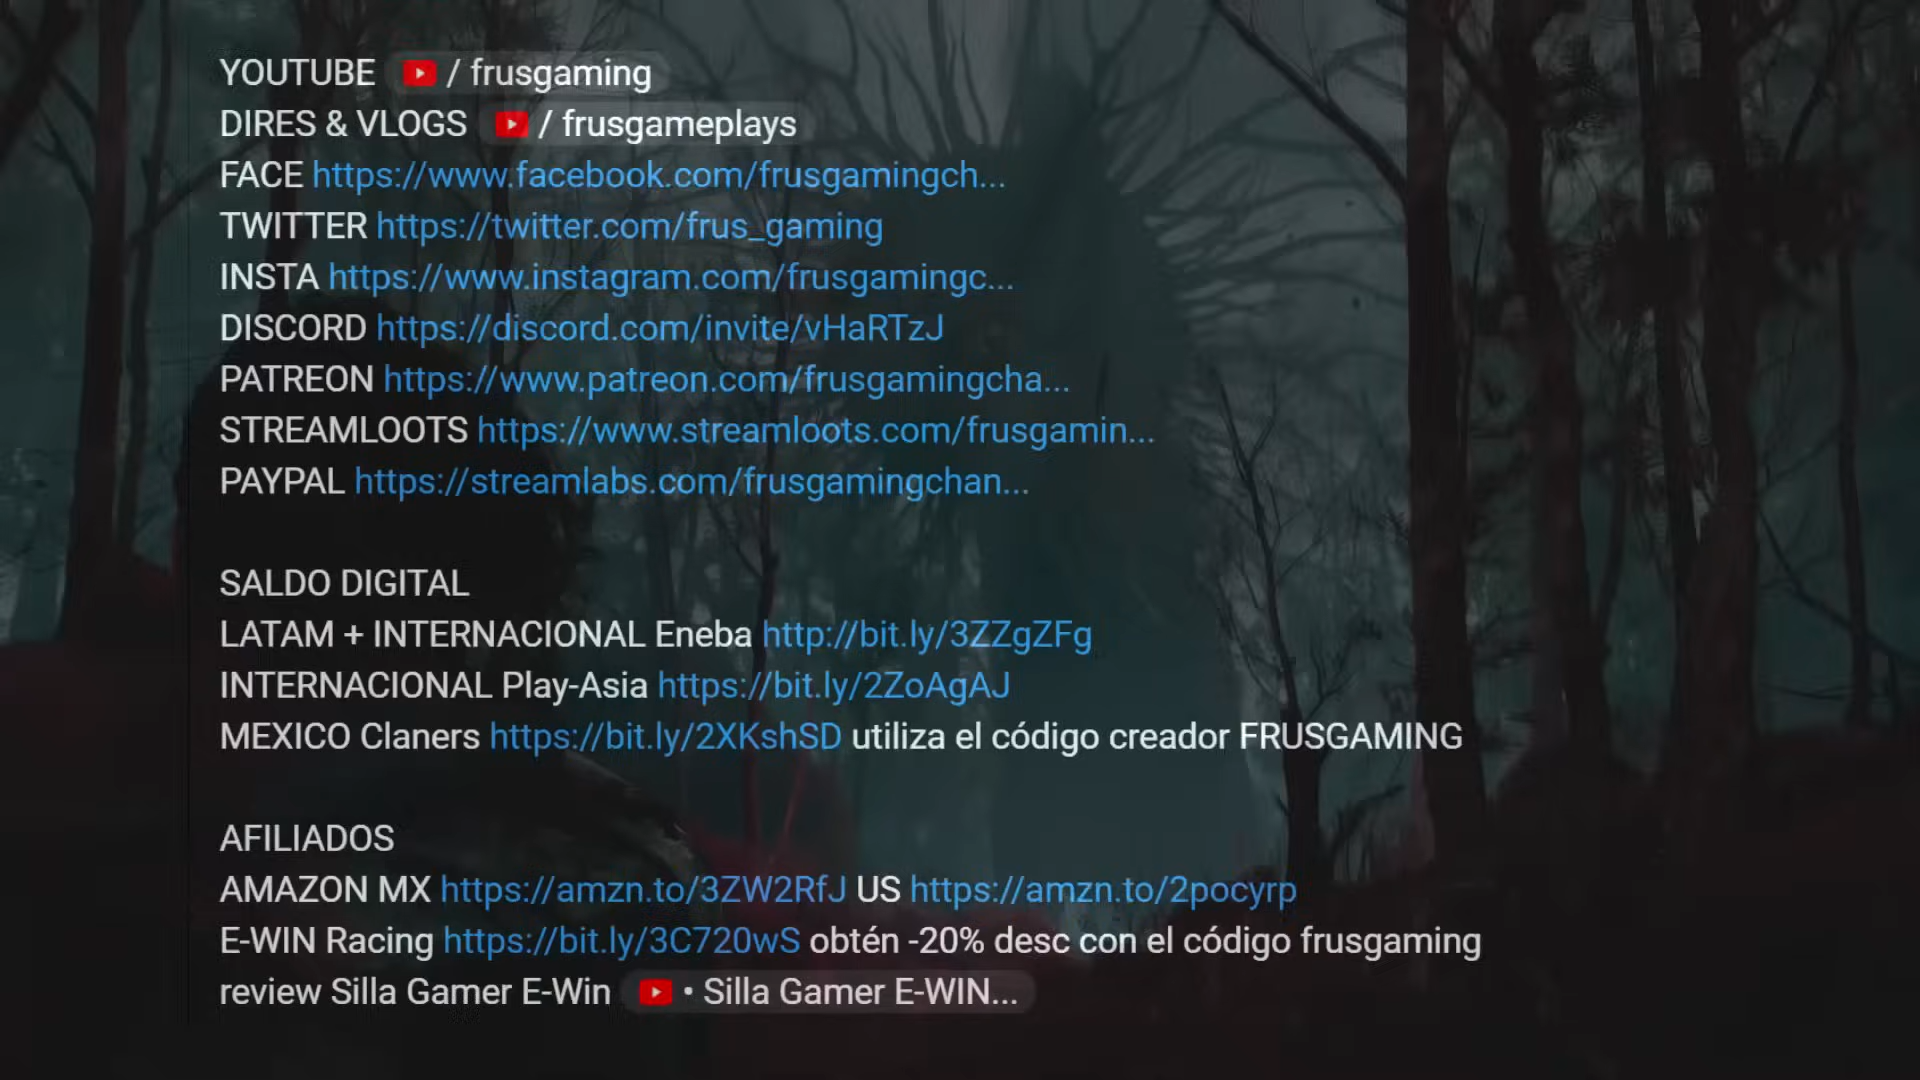 YOUTUBE / frusgaming
DIRES & VLOGS / frusgameplays
FACE https://www.facebook.com/frusgamingch...
TWITTER https://twitter.com/frus_gaming
INSTA https://www.instagram.com/frusgamingc...
DISCORD https://discord.com/invite/vHaRTzJ
PATREON https://www.patreon.com/frusgamingcha...
STREAMLOOTS https://www.streamloots.com/frusgamin...
PAYPAL https://streamlabs.com/frusgamingchan...
SALDO DIGITAL
LATAM + INTERNACIONAL Eneba http://bit.ly/3ZZgZFg
INTERNACIONAL Play-Asia https://bit.ly/2ZoAgAJ
MEXICO Claners https://bit.ly/2XKshSD utiliza el código creador FRUSGAMING
AFILIADOS
AMAZON MX https://amzn.to/3ZW2RfJ US https://amzn.to/2pocyrp
E-WIN Racing https://bit.ly/3C720wS obtén -20% desc con el código frusgaming
review Silla Gamer E-Win • Silla Gamer E-WIN...